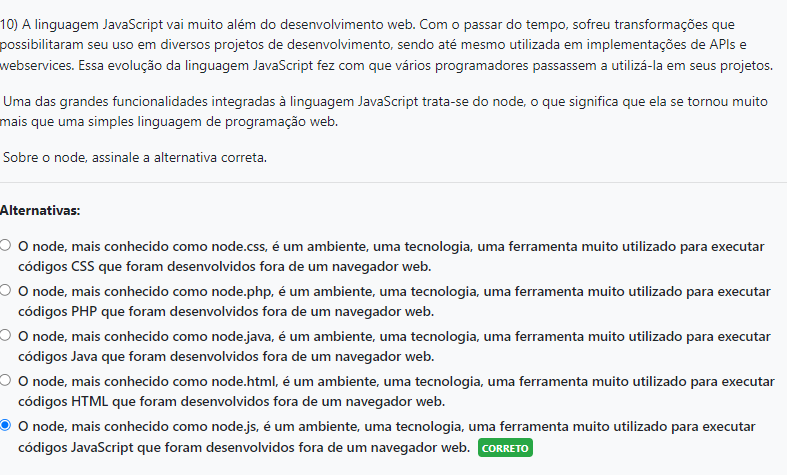 10) A linguagem JavaScript vai muito além do desenvolvimento web. Com o passar do tempo, sofreu transformações que
possibilitaram seu uso em diversos projetos de desenvolvimento, sendo até mesmo utilizada em implementações de APIs e
webservices. Essa evolução da linguagem JavaScript fez com que vários programadores passassem a utilizá-la em seus projetos.
Uma das grandes funcionalidades integradas à linguagem JavaScript trata-se do node, o que significa que ela se tornou muito
mais que uma simples linguagem de programação web.
Sobre o node, assinale a alternativa correta.
Alternativas:
O node, mais conhecido como node.css, é um ambiente, uma tecnologia, uma ferramenta muito utilizado para executar
códigos CSS que foram desenvolvidos fora de um navegador web.
O node, mais conhecido como node.php, é um ambiente, uma tecnologia, uma ferramenta muito utilizado para executar
códigos PHP que foram desenvolvidos fora de um navegador web.
O node, mais conhecido como node.java, é um ambiente, uma tecnologia, uma ferramenta muito utilizado para executar
códigos Java que foram desenvolvidos fora de um navegador web.
O node, mais conhecido como node.html, é um ambiente, uma tecnologia, uma ferramenta muito utilizado para executar
códigos HTML que foram desenvolvidos fora de um navegador web.
O node, mais conhecido como node.js, é um ambiente, uma tecnologia, uma ferramenta muito utilizado para executar
códigos JavaScript que foram desenvolvidos fora de um navegador web. CORRETO